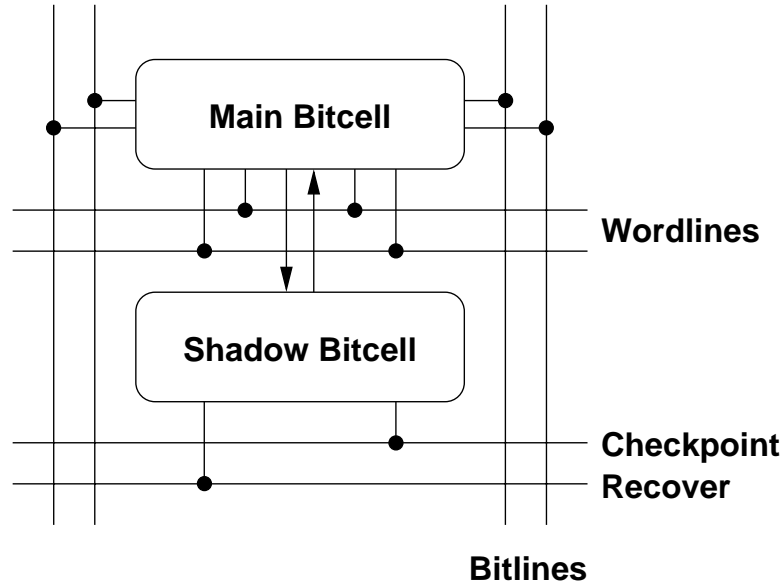 Main Bitcell
Wordlines
Shadow Bitcell
Checkpoint
Recover
Bitlines